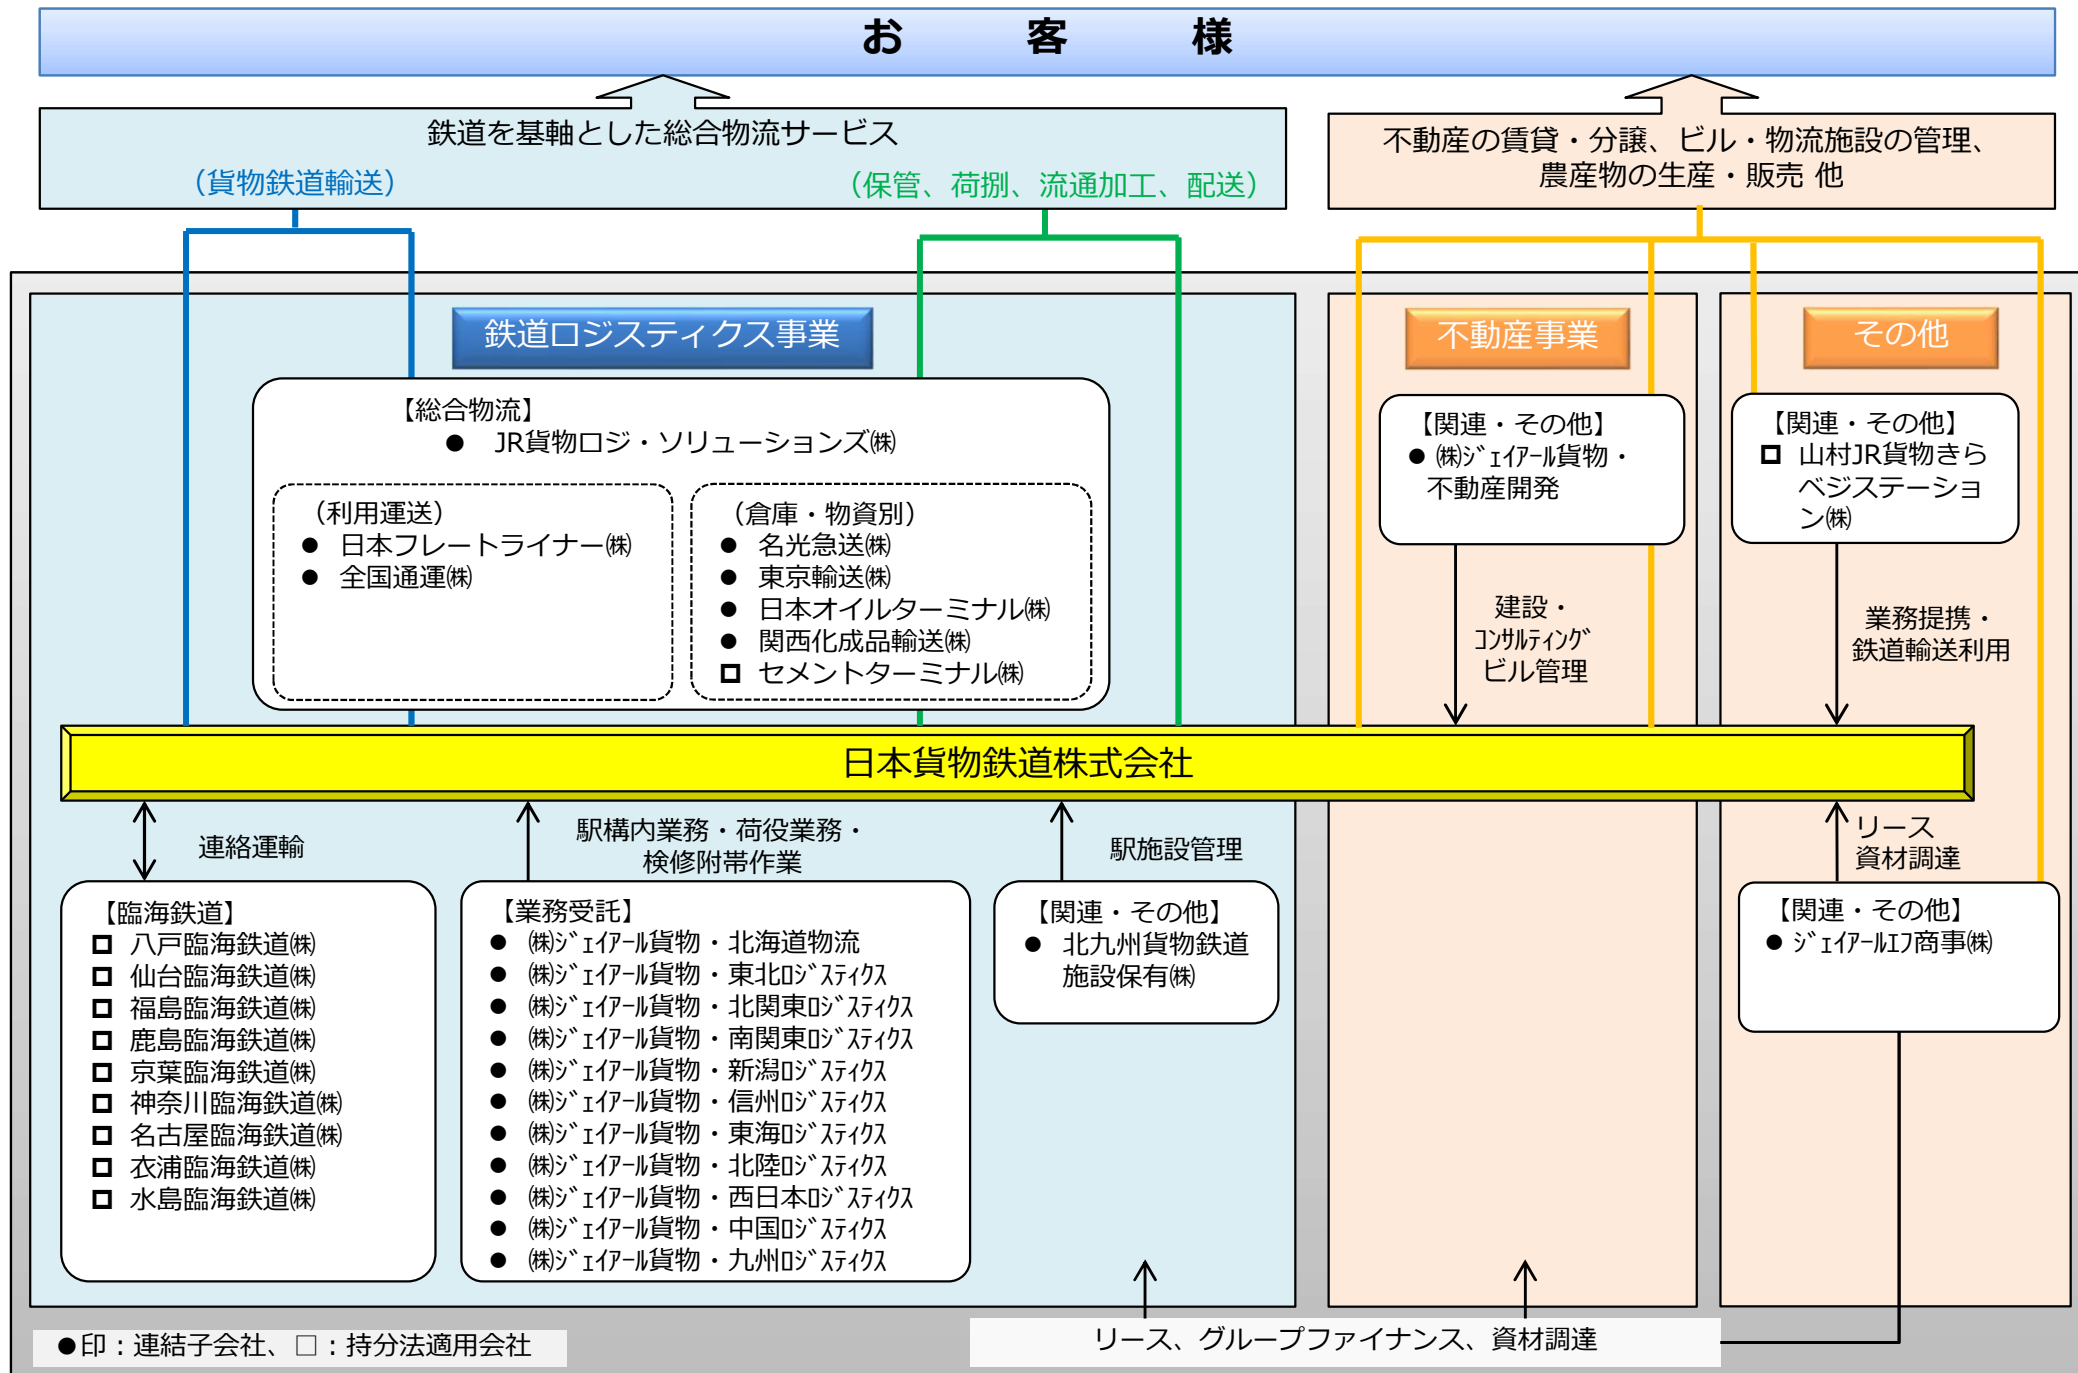 お客様
鉄道を基軸とした総合物流サービス
（貨物鉄道輸送）
（保管、荷捌、流通加工、配送）
不動産の賃貸・分譲、ビル・物流施設の管理、
農産物の生産・販売 他
鉄道ロジスティクス事業
不動産事業
その他
【総合物流】
● JR貨物ロジ・ソリューションズ㈱
（利用運送）
● 日本フレートライナー㈱
● 全国通運㈱
（倉庫・物資別）
● 名光急送㈱
● 東京輸送㈱
● 日本オイルターミナル㈱
● 関西化成品輸送㈱
□ セメントターミナル㈱
【関連・その他】
● ㈱ｼﾞｪｲｱｰﾙ貨物・
不動産開発
【関連・その他】
□ 山村JR貨物きら
ベジステーショ
ン㈱
建設・
ｺﾝｻﾙﾃｨﾝｸﾞ
ビル管理
業務提携・
鉄道輸送利用
日本貨物鉄道株式会社
連絡運輸
駅構内業務・荷役業務・
検修附帯作業
駅施設管理
リース
資材調達
【臨海鉄道】
□ 八戸臨海鉄道㈱
□ 仙台臨海鉄道㈱
□ 福島臨海鉄道㈱
□ 鹿島臨海鉄道㈱
□ 京葉臨海鉄道㈱
□ 神奈川臨海鉄道㈱
□ 名古屋臨海鉄道㈱
□ 衣浦臨海鉄道㈱
□ 水島臨海鉄道㈱
【業務受託】
● ㈱ｼﾞｪｲｱｰﾙ貨物・北海道物流
● ㈱ｼﾞｪｲｱｰﾙ貨物・東北ﾛｼﾞｽﾃｨｸｽ
● ㈱ｼﾞｪｲｱｰﾙ貨物・北関東ﾛｼﾞｽﾃｨｸｽ
● ㈱ｼﾞｪｲｱｰﾙ貨物・南関東ﾛｼﾞｽﾃｨｸｽ
● ㈱ｼﾞｪｲｱｰﾙ貨物・新潟ﾛｼﾞｽﾃｨｸｽ
● ㈱ｼﾞｪｲｱｰﾙ貨物・信州ﾛｼﾞｽﾃｨｸｽ
● ㈱ｼﾞｪｲｱｰﾙ貨物・東海ﾛｼﾞｽﾃｨｸｽ
● ㈱ｼﾞｪｲｱｰﾙ貨物・北陸ﾛｼﾞｽﾃｨｸｽ
● ㈱ｼﾞｪｲｱｰﾙ貨物・西日本ﾛｼﾞｽﾃｨｸｽ
● ㈱ｼﾞｪｲｱｰﾙ貨物・中国ﾛｼﾞｽﾃｨｸｽ
● ㈱ｼﾞｪｲｱｰﾙ貨物・九州ﾛｼﾞｽﾃｨｸｽ
【関連・その他】
● 北九州貨物鉄道
施設保有㈱
【関連・その他】
● ｼﾞｪｲｱｰﾙｴﾌ商事㈱
●印：連結子会社、□：持分法適用会社
リース、グループファイナンス、資材調達